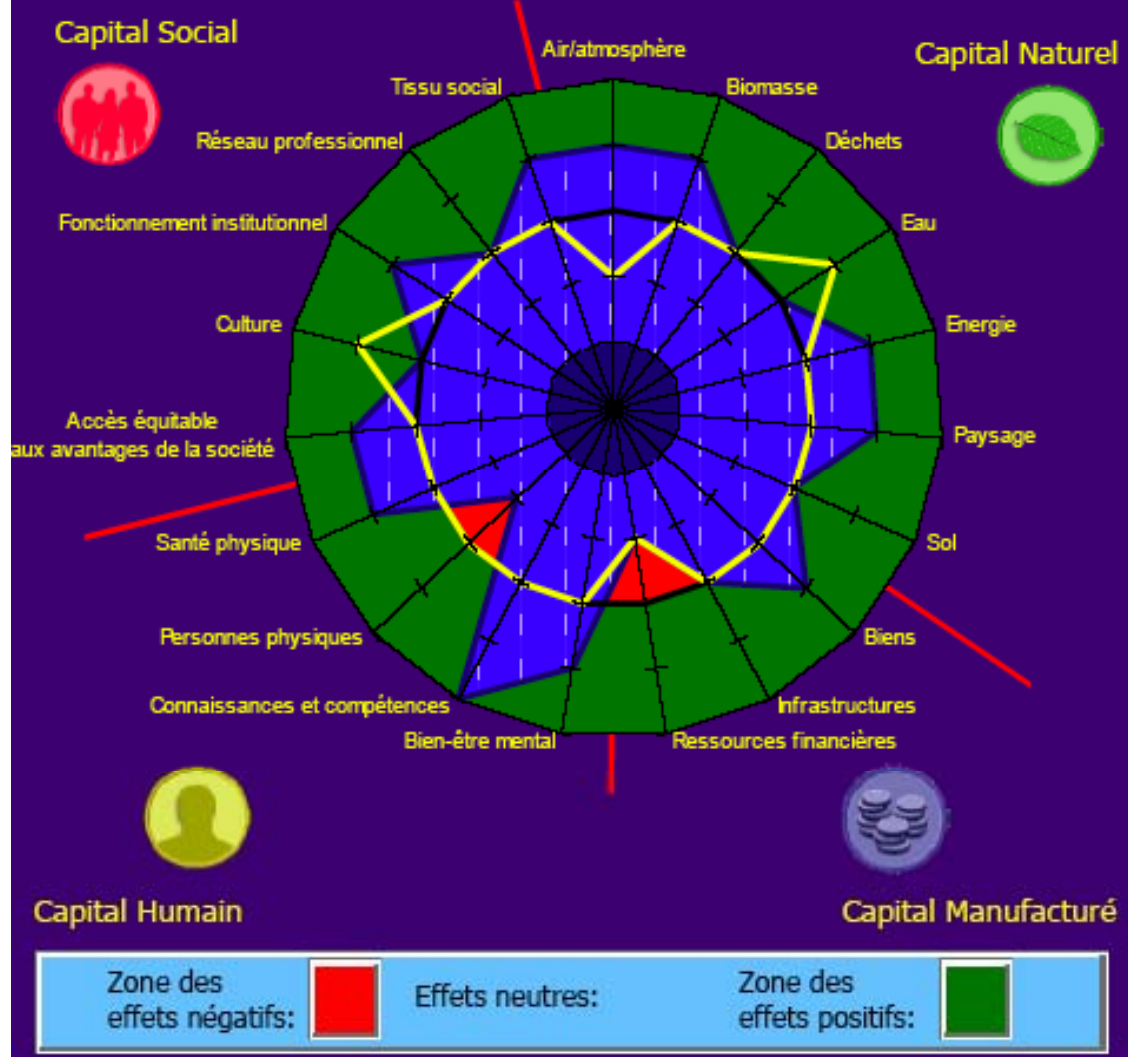 Capital Social
Capital Naturel
Air/atmosphère
Tissu social
Biomasse
Réseau professionnel
Déchets
Fonctionnement institutionnel
Eau
Culture
Energie
Accès équitable
aux avantages de la société
Paysage
Santé physique
Sol
Personnes physiques
Biens
Connaissances et compétences
Infrastructures
Bien-être mental
Ressources financières
Capital Humain
Capital Manufacturé
Zone des
effets négatifs:
Effets neutres:
Zone des
effets positifs: